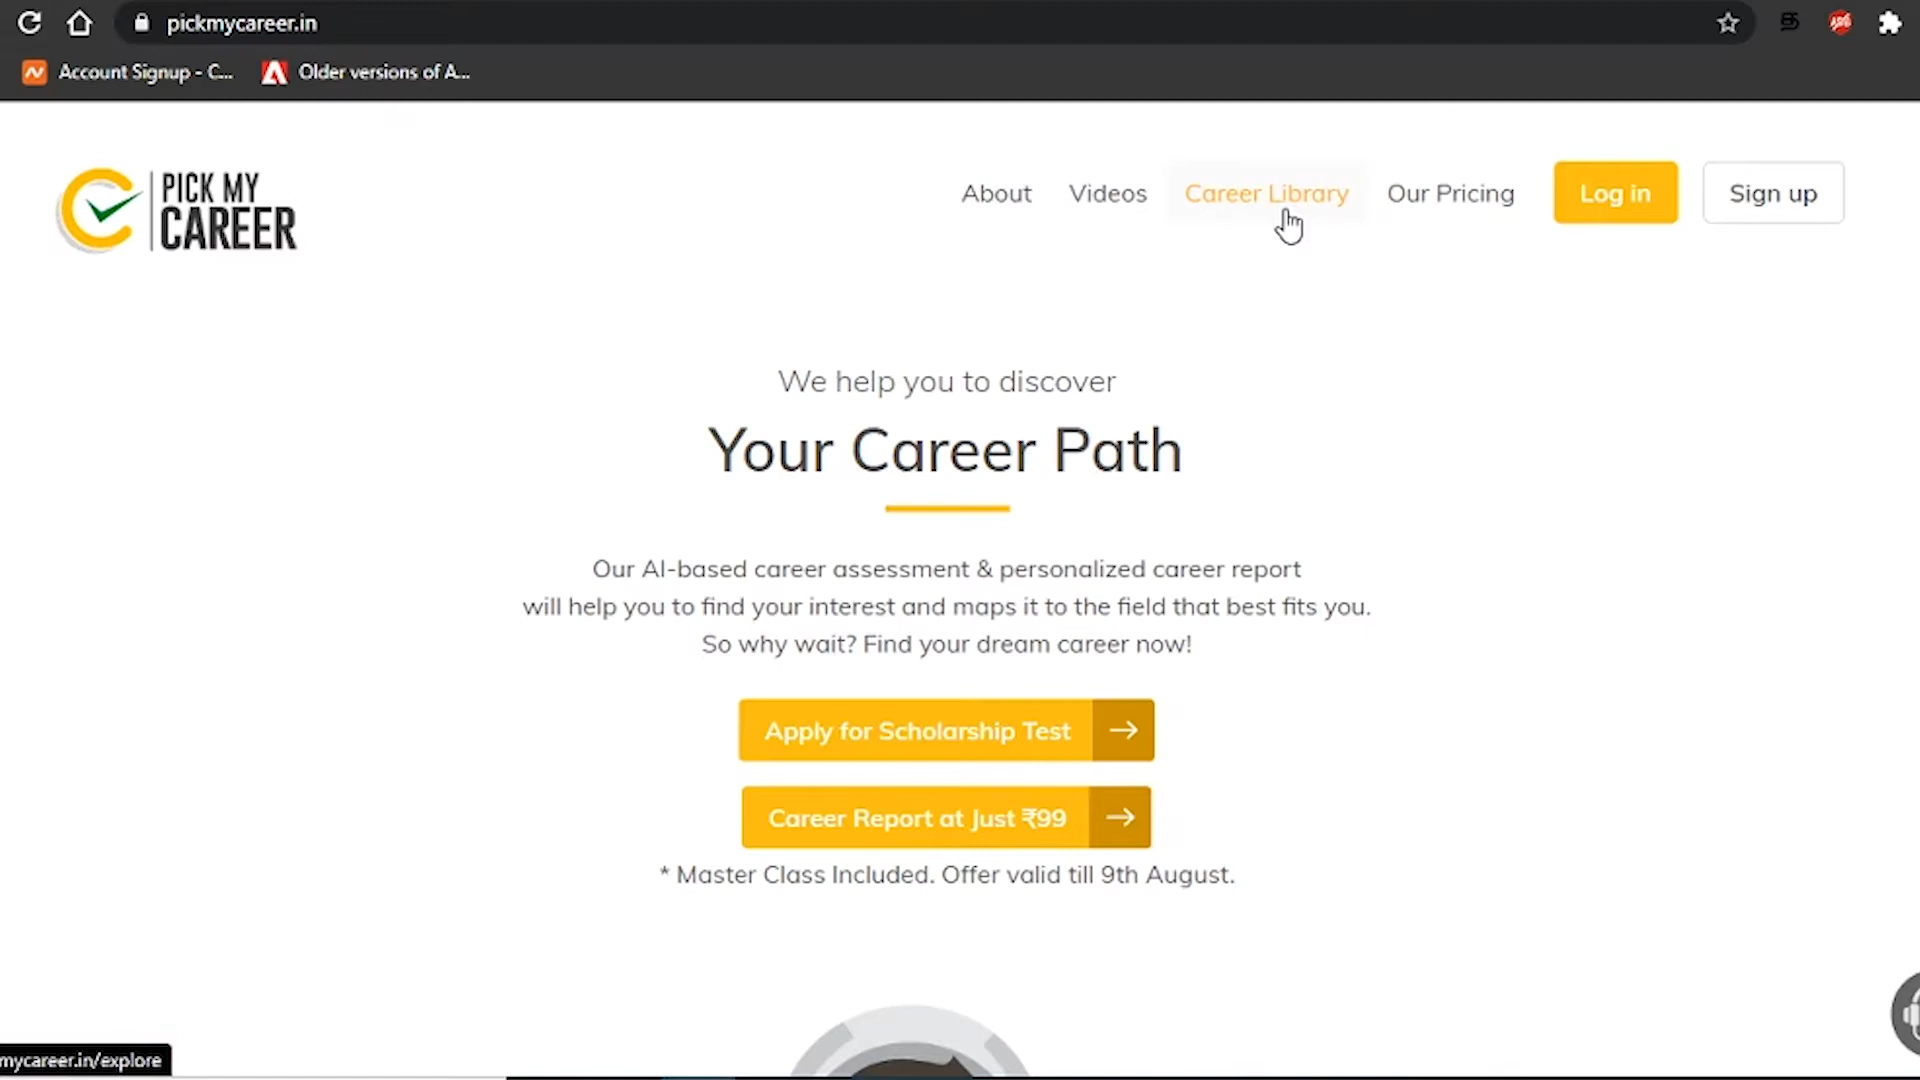 pickmycareer.in
Account Signup - C...
Older versions of A...
PICK MY
CAREER
About
Videos
Career Library
Our Pricing
Log in
Sign up
We help you to discover
Your Career Path
Our AI-based career assessment & personalized career report
will help you to find your interest and maps it to the field that best fits you.
So why wait? Find your dream career now!
Apply for Scholarship Test
Career Report at Just ₹99
* Master Class Included. Offer valid till 9th August.
mycareer.in/explore